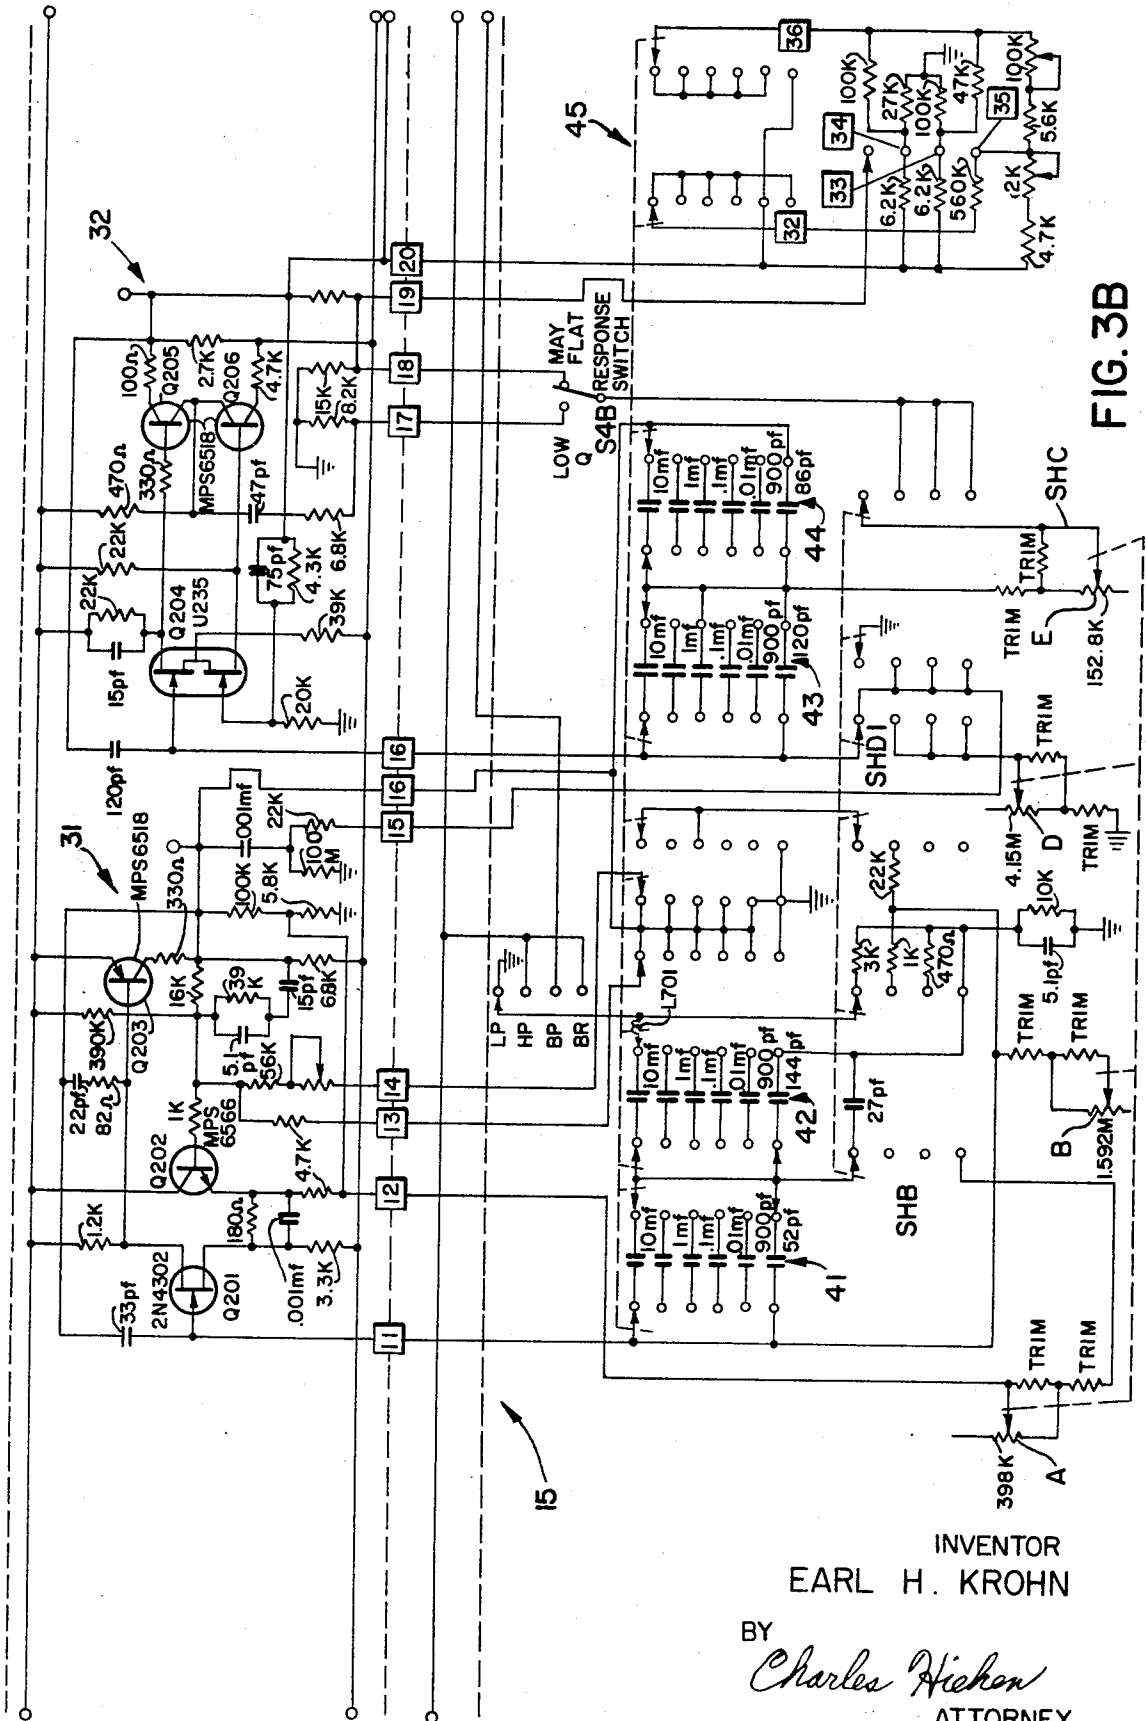 32
45
36
100K
27K
100K
47K
100K
34
33
35
6.2K
6.2K
560K
2K
5.6K
4.7K
32
20
19
18
17
100Ω
Q205
2.7K
Q206
4.7K
470Ω
330Ω
MPS6518
47pf
15K
8.2K
22K
22K
Q204
U235
75pf
4.3K
6.8K
39K
15pf
20K
120pf
MAY FLAT
RESPONSE
SWITCH
LOW
Q
S4B
16
16
15
31
MPS6518
330Ω
.001mf
22K
100
M
100K
5.8K
390K
Q203
16K
39
K
15pf
68K
5.1
pf
56K
22pf
82Ω
1K
MPS
6566
Q202
4.7K
14
13
12
1.2K
180Ω
2N4302
Q201
.001mf
3.3K
33pf
11
15
LP
HP
BP
BR
L701
10mf
1mf
.1mf
.01mf
900pf
86pf
44
10mf
1mf
.1mf
.01mf
900pf
120pf
43
10mf
1mf
.1mf
.01mf
900pf
144pf
42
10mf
1mf
.1mf
.01mf
900pf
52pf
41
27pf
SHC
TRIM
TRIM
E
152.8K
SHD1
TRIM
4.15M
D
TRIM
22K
3K
1K
470Ω
10K
5.1pf
SHB
TRIM
TRIM
B
1.592M
TRIM
TRIM
398K
A
FIG. 3B
INVENTOR
EARL H. KROHN
BY
Charles Hieken
ATTORNEY